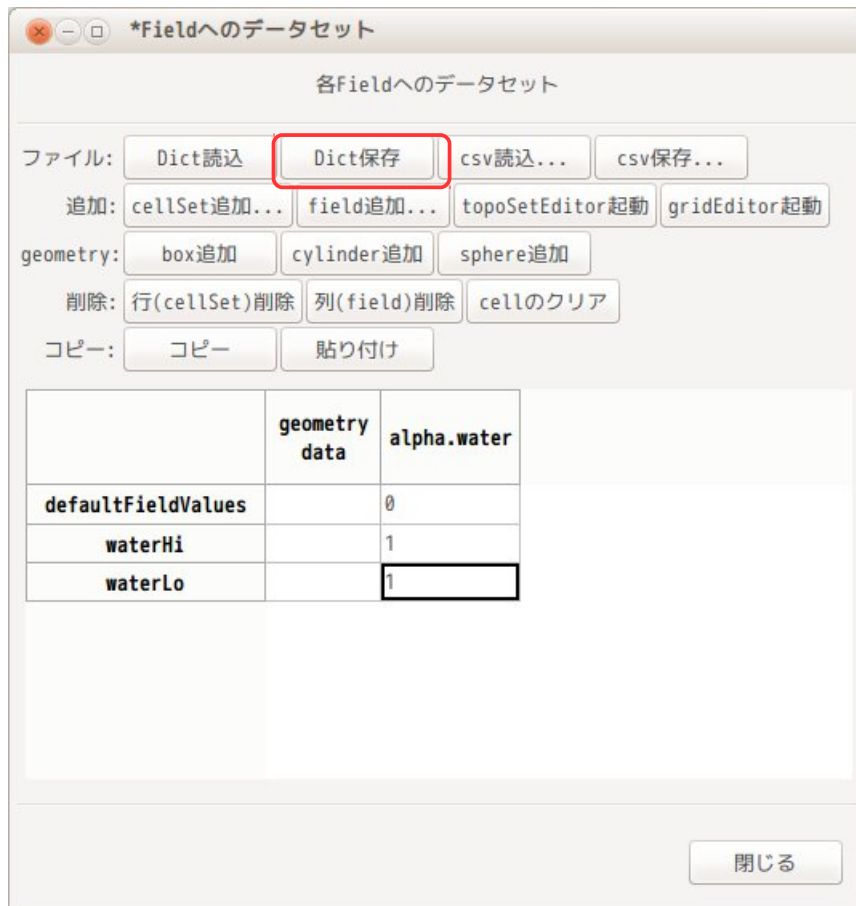 *Fieldへのデータセット
各Fieldへのデータセット
ファイル: Dict読込 Dict保存 csv読込... csv保存...
追加: cellSet追加... field追加... topoSetEditor起動 gridEditor起動
geometry: box追加 cylinder追加 sphere追加
削除: 行(cellSet)削除 列(field)削除 cellのクリア
コピー: コピー 貼り付け
geometry
data alpha.water
defaultFieldValues 0
waterHi 1
waterLo 1
閉じる